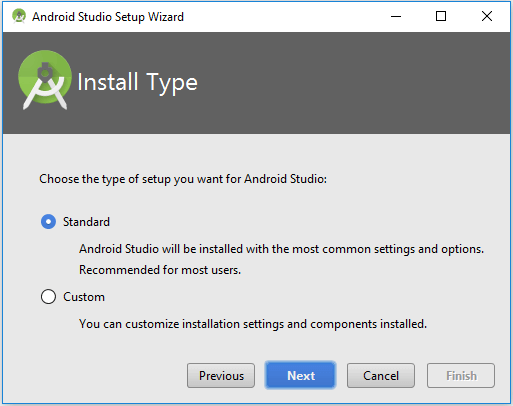 Android Studio Setup Wizard
Install Type
Choose the type of setup you want for Android Studio:
Standard
Android Studio will be installed with the most common settings and options.
Recommended for most users.
Custom
You can customize installation settings and components installed.
Previous
Next
Cancel
Finish